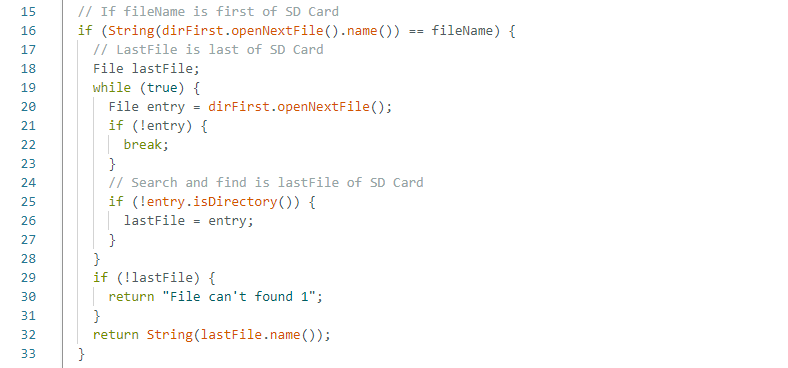 15 // If fileName is first of SD Card
16 if (String(dirFirst.openNextFile().name()) == fileName) {
17 // LastFile is last of SD Card
18 File lastFile;
19 while (true) {
20 File entry = dirFirst.openNextFile();
21 if (!entry) {
22 break;
23 }
24 // Search and find is lastFile of SD Card
25 if (!entry.isDirectory()) {
26 lastFile = entry;
27 }
28 }
29 if (!lastFile) {
30 return "File can't found 1";
31 }
32 return String(lastFile.name());
33 }